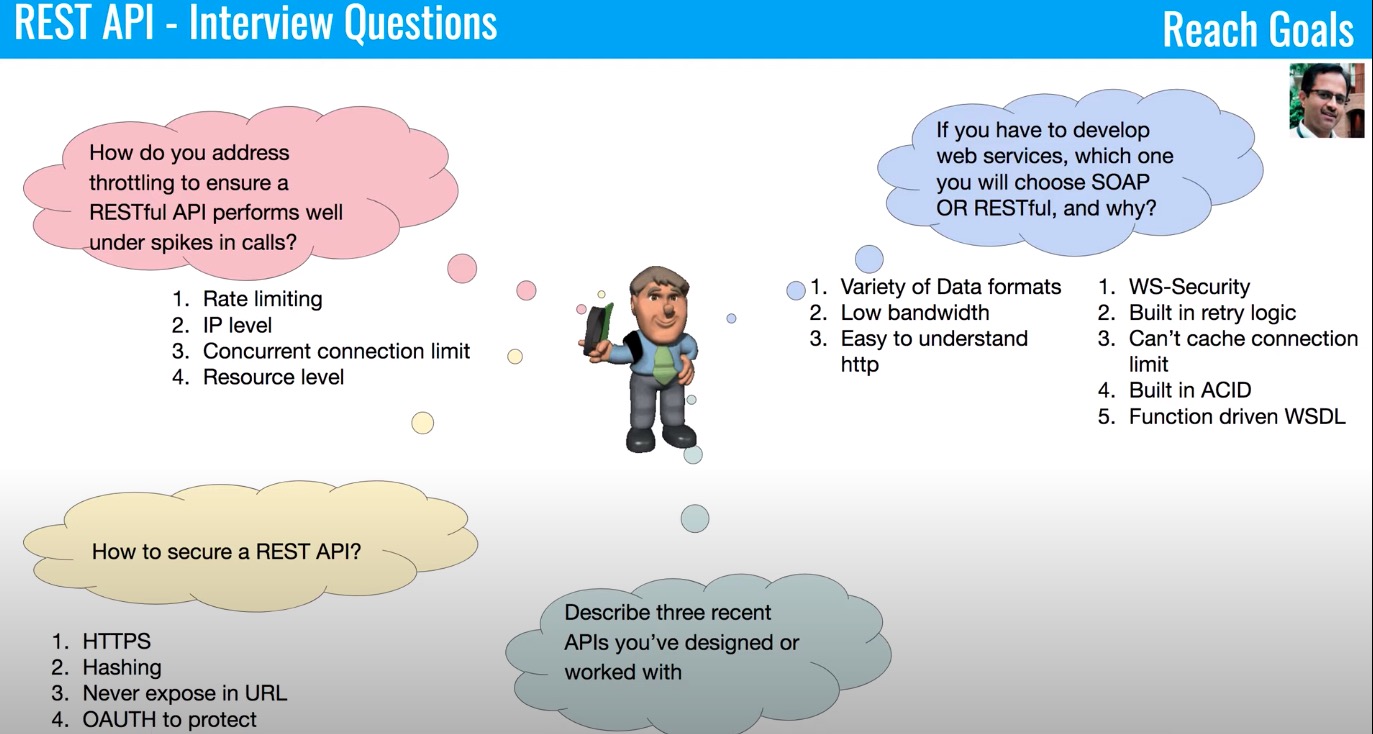 REST API - Interview Questions
Reach Goals
How do you address
throttling to ensure a
RESTful API performs well
under spikes in calls?
1. Rate limiting
2. IP level
3. Concurrent connection limit
4. Resource level
If you have to develop
web services, which one
you will choose SOAP
OR RESTful, and why?
1. Variety of Data formats
2. Low bandwidth
3. Easy to understand
http
1. WS-Security
2. Built in retry logic
3. Can't cache connection
limit
4. Built in ACID
5. Function driven WSDL
How to secure a REST API?
1. HTTPS
2. Hashing
3. Never expose in URL
4. OAUTH to protect
Describe three recent
APIs you've designed or
worked with